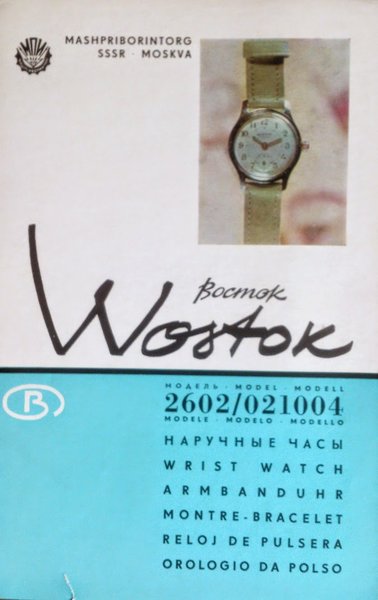 МПИ
MASHPRIBORINTORG
SSSR · MOSKVA
Восток
Wostok
В
МОДЕЛЬ · MODEL · MODELL
2602/021004
MODELE · MODELO · MODELLO
НАРУЧНЫЕ ЧАСЫ
WRIST WATCH
ARMBANDUHR
MONTRE-BRACELET
RELOJ DE PULSERA
OROLOGIO DA POLSO